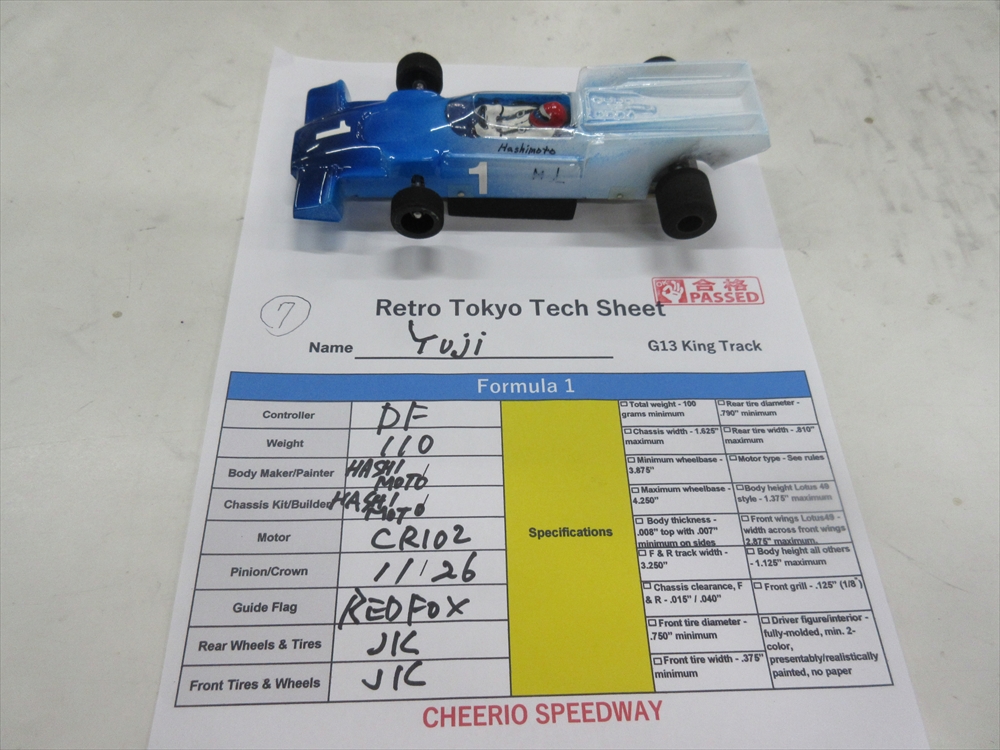 1
Hashimoto
1
M L
合格
PASSED
7
Retro Tokyo Tech Sheet
Name Yuji
G13 King Track
Formula 1
Controller DF
Weight 110
Body Maker/Painter HASHI MOTO
Chassis Kit/Builder HASHI MOTO
Motor CR102
Pinion/Crown 11/26
Guide Flag REDFOX
Rear Wheels & Tires JK
Front Tires & Wheels JK
Specifications
Total weight - 100
grams minimum
Rear tire diameter -
.790" minimum
Chassis width - 1.625"
maximum
Rear tire width - .810"
maximum
Minimum wheelbase -
3.875"
Motor type - See rules
Maximum wheelbase -
4.250"
Body height Lotus 49
style - 1.375" maximum
Body thickness -
.008" top with .007"
minimum on sides
Front wings Lotus49 -
width across front wings
2.875" maximum.
F & R track width -
3.250"
Body height all others
- 1.125" maximum
Chassis clearance, F
& R - .015" / .040"
Front grill - .125" (1/8")
Front tire diameter -
.750" minimum
Driver figure/interior -
fully-molded, min. 2-
color,
presentably/realistically
painted, no paper
Front tire width - .375"
minimum
CHEERIO SPEEDWAY